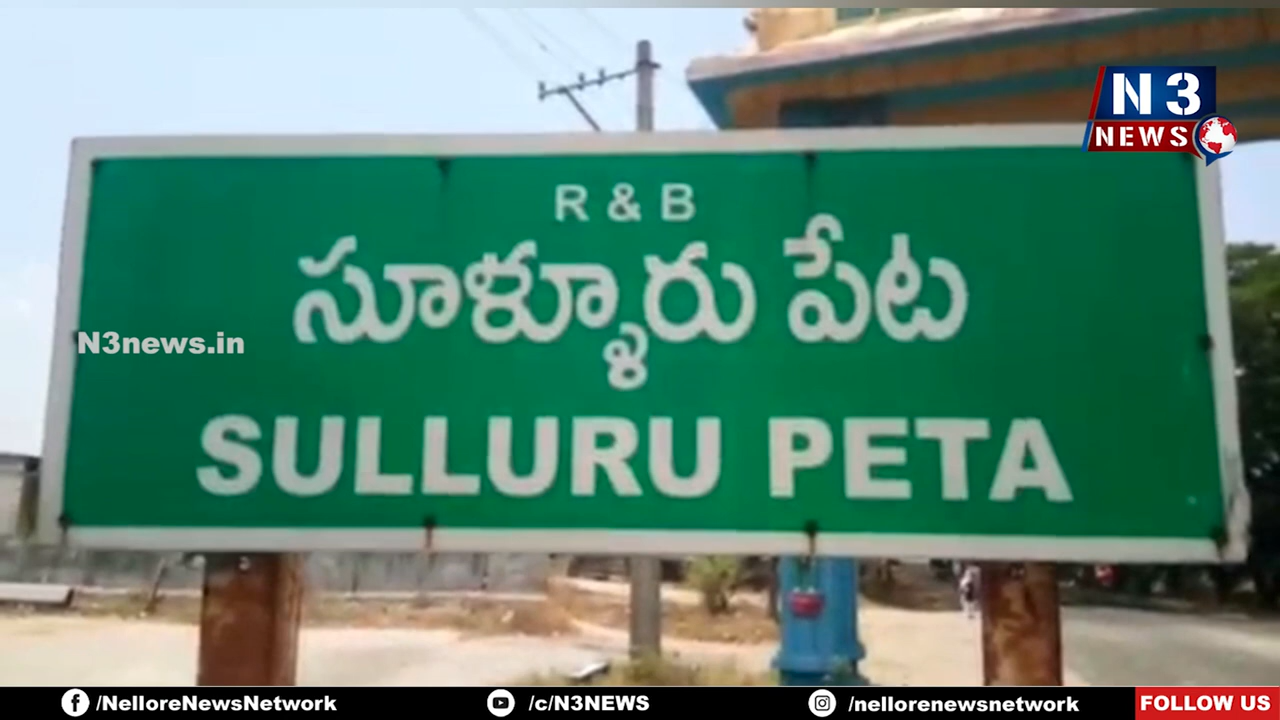 N3
NEWS
R & B
సూళ్ళూరు పేట
N3news.in
SULLURU PETA
/NelloreNewsNetwork
/c/N3NEWS
/nellorenewsnetwork
FOLLOW US